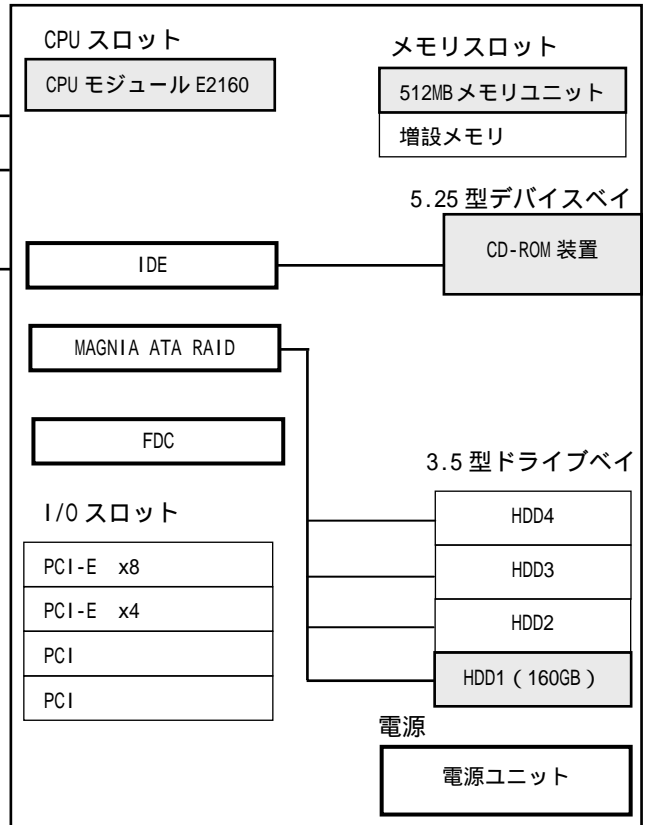 CPU スロット
CPU モジュール E2160
メモリスロット
512MB メモリユニット
増設メモリ
5.25 型デバイスベイ
IDE
CD-ROM 装置
MAGNIA ATA RAID
FDC
3.5 型ドライブベイ
I/O スロット
PCI-E x8
PCI-E x4
PCI
PCI
HDD4
HDD3
HDD2
HDD1（160GB）
電源
電源ユニット